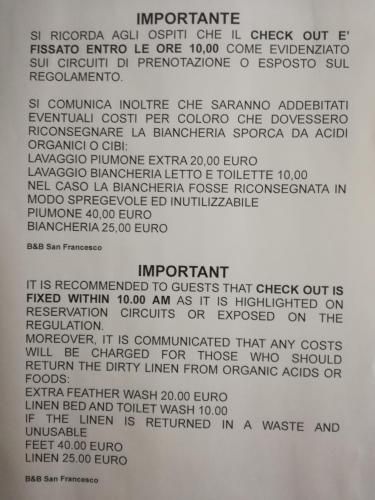 IMPORTANTE
SI RICORDA AGLI OSPITI CHE IL CHECK OUT E'
FISSATO ENTRO LE ORE 10,00 COME EVIDENZIATO
SUI CIRCUITI DI PRENOTAZIONE O ESPOSTO SUL
REGOLAMENTO.
SI COMUNICA INOLTRE CHE SARANNO ADDEBITATI
EVENTUALI COSTI PER COLORO CHE DOVESSERO
RICONSEGNARE LA BIANCHERIA SPORCA DA ACIDI
ORGANICI O CIBI:
LAVAGGIO PIUMONE EXTRA 20,00 EURO
LAVAGGIO BIANCHERIA LETTO E TOILETTE 10,00
NEL CASO LA BIANCHERIA FOSSE RICONSEGNATA IN
MODO SPREGEVOLE ED INUTILIZZABILE
PIUMONE 40,00 EURO
BIANCHERIA 25,00 EURO
B&B San Francesco
IMPORTANT
IT IS RECOMMENDED TO GUESTS THAT CHECK OUT IS
FIXED WITHIN 10.00 AM AS IT IS HIGHLIGHTED ON
RESERVATION CIRCUITS OR EXPOSED ON THE
REGULATION.
MOREOVER, IT IS COMMUNICATED THAT ANY COSTS
WILL BE CHARGED FOR THOSE WHO SHOULD
RETURN THE DIRTY LINEN FROM ORGANIC ACIDS OR
FOODS:
EXTRA FEATHER WASH 20.00 EURO
LINEN BED AND TOILET WASH 10.00
IF THE LINEN IS RETURNED IN A WASTE AND
UNUSABLE
FEET 40.00 EURO
LINEN 25.00 EURO
B&B San Francesco